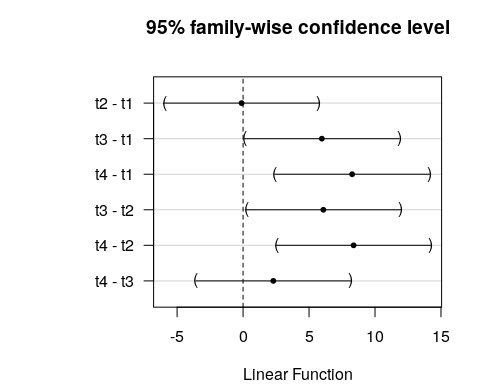 95% family-wise confidence level
t2 - t1
t3 - t1
t4 - t1
t3 - t2
t4 - t2
t4 - t3
-5 0 5 10 15
Linear Function